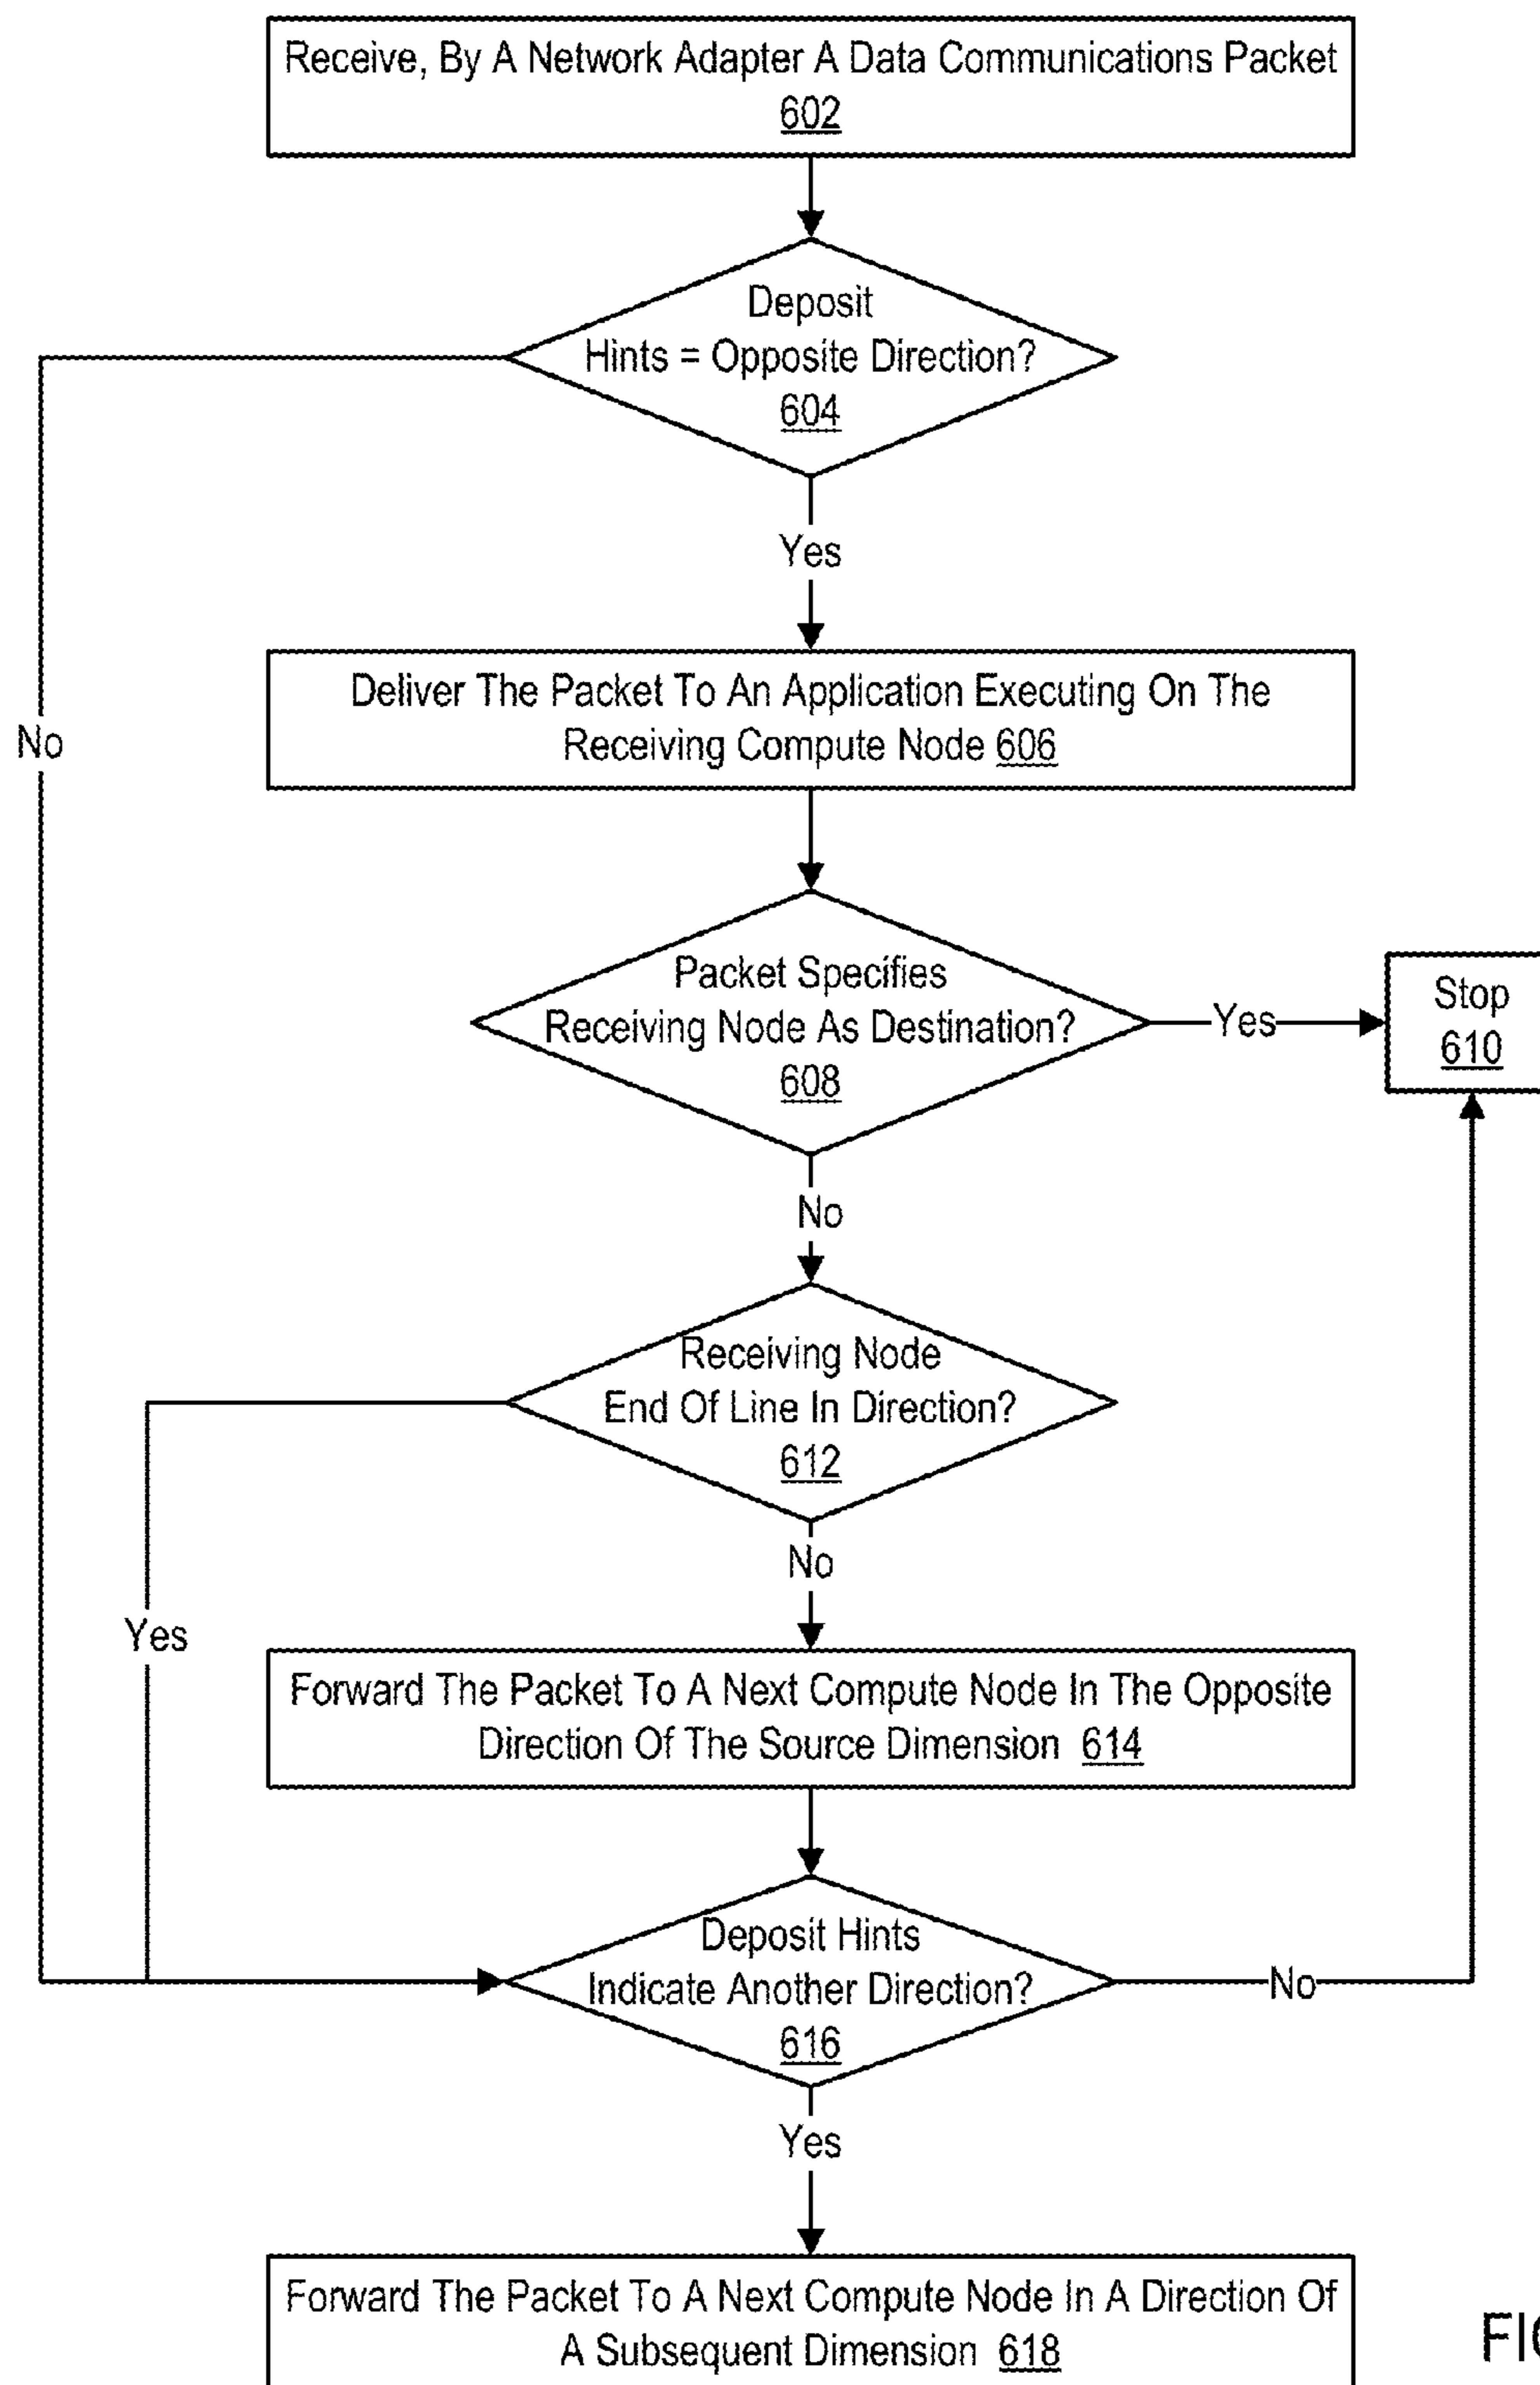 Receive, By A Network Adapter A Data Communications Packet
602
Deposit
Hints = Opposite Direction?
604
Yes
Deliver The Packet To An Application Executing On The
Receiving Compute Node 606
No
Packet Specifies
Receiving Node As Destination?
608
Yes
Stop
610
No
Receiving Node
End Of Line In Direction?
612
No
Yes
Forward The Packet To A Next Compute Node In The Opposite
Direction Of The Source Dimension 614
Deposit Hints
Indicate Another Direction?
616
No
Yes
Forward The Packet To A Next Compute Node In A Direction Of
A Subsequent Dimension 618